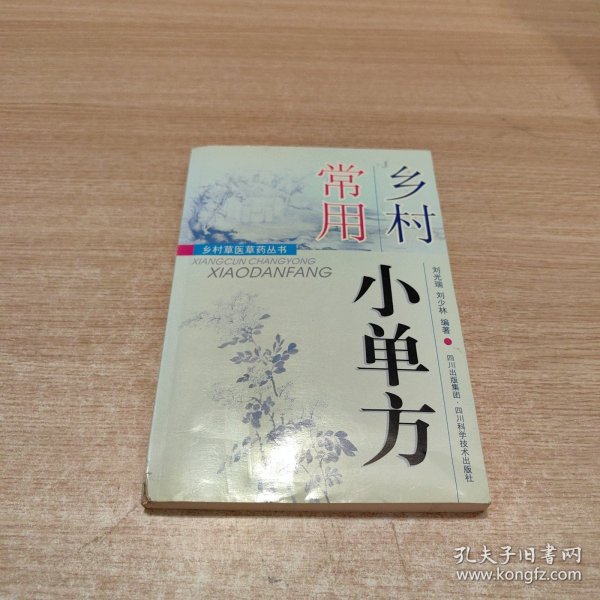 乡村
常用
小单方
乡村草医草药丛书
XIANGCUN CHANGYONG
XIAODANFANG
刘光瑞 刘少林 编著
四川出版集团·四川科学技术出版社
孔夫子旧书网
www.kongfz.com